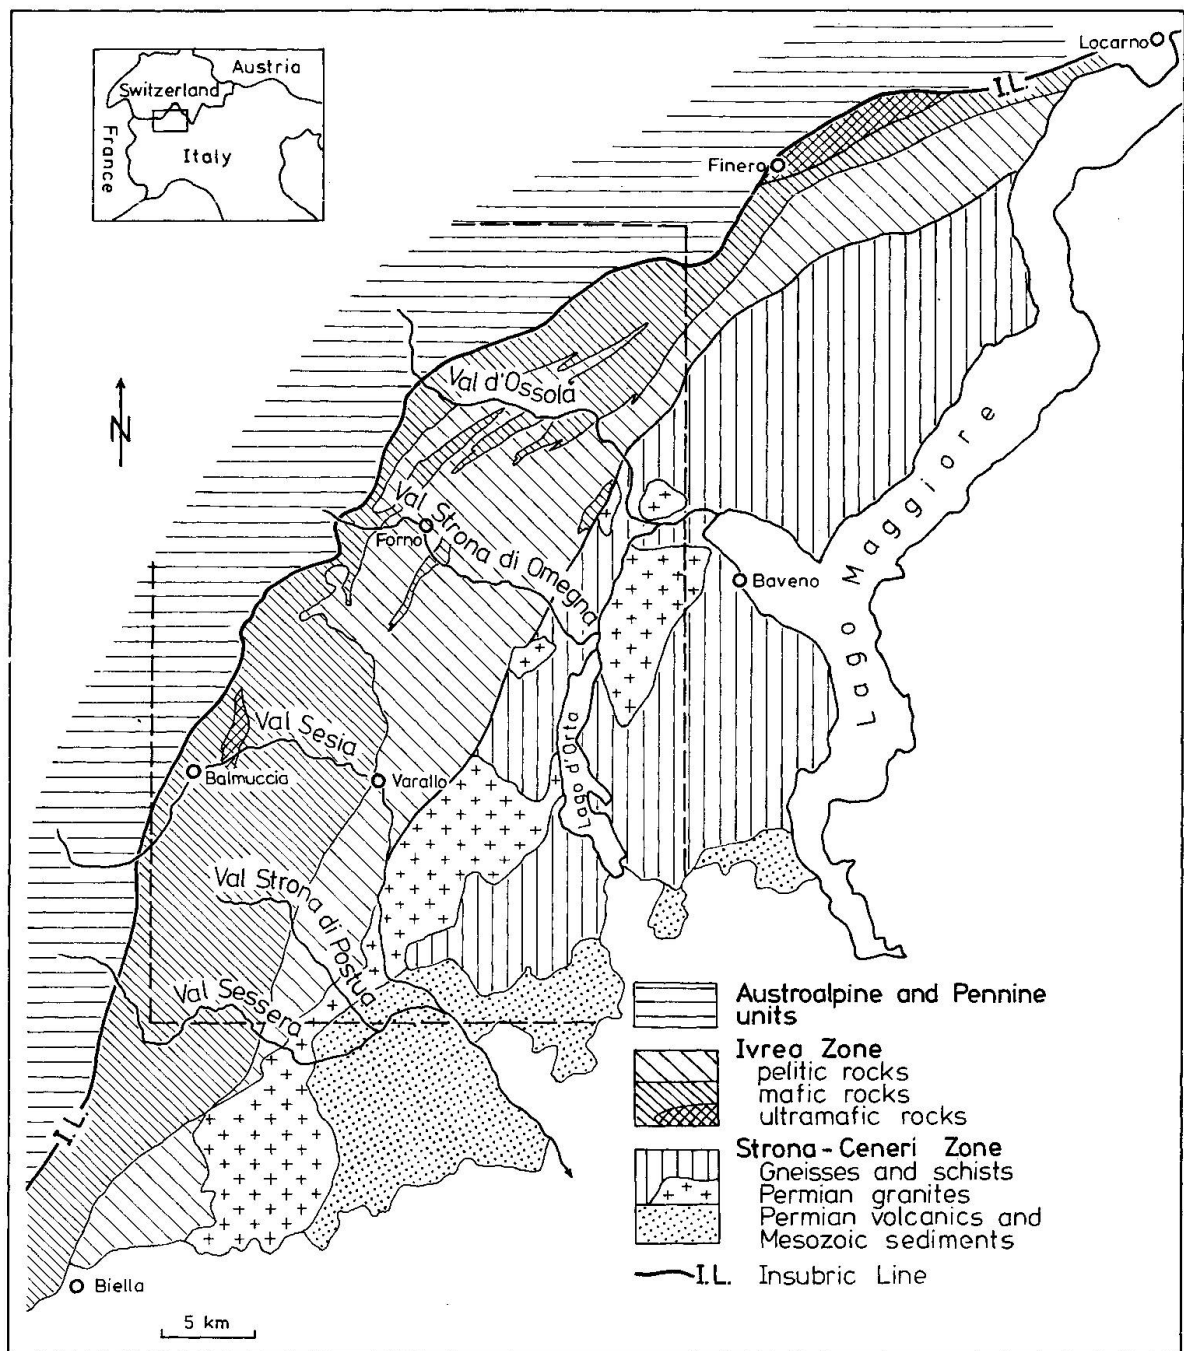 Locarno
I.L.
Austria
Switzerland
France
Italy
Finero
Val d'Ossola
N
Val Strona di Omegna
Forno
Lago Maggiore
Baveno
Val Sesia
Lago d'Orta
Balmuccia
Varallo
Val Strona di Postua
Val Sessera
I.L.
Biella
5 km
Austroalpine and Pennine
units
Ivrea Zone
pelitic rocks
mafic rocks
ultramafic rocks
Strona-Ceneri Zone
Gneisses and schists
Permian granites
Permian volcanics and
Mesozoic sediments
I.L. Insubric Line